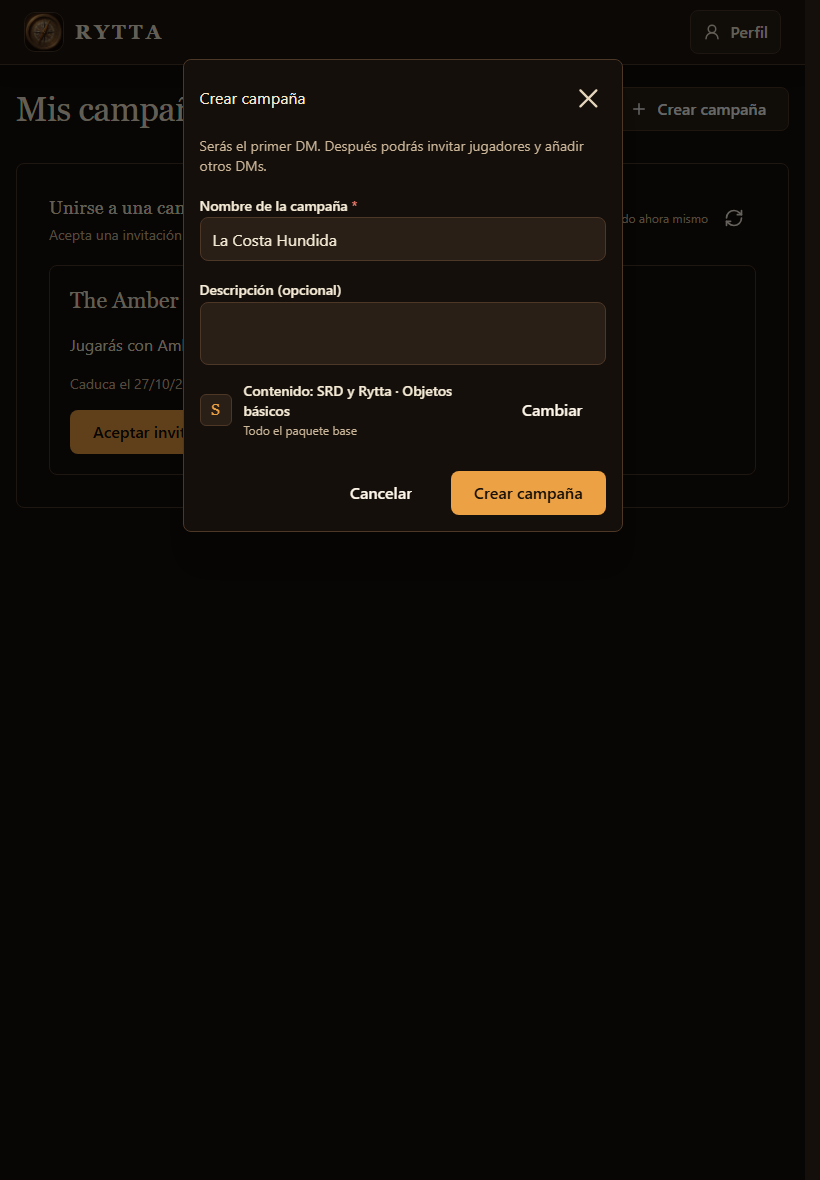 RYTTA
Perfil
Mis campañ
Crear campaña
Crear campaña
Serás el primer DM. Después podrás invitar jugadores y añadir
otros DMs.
Nombre de la campaña *
La Costa Hundida
Descripción (opcional)
S
Contenido: SRD y Rytta · Objetos
básicos
Todo el paquete base
Cambiar
Cancelar
Crear campaña
Unirse a una
Acepta una invitación
do ahora mismo
The Amber
Jugarás con
Caduca el 27/10/2
Aceptar